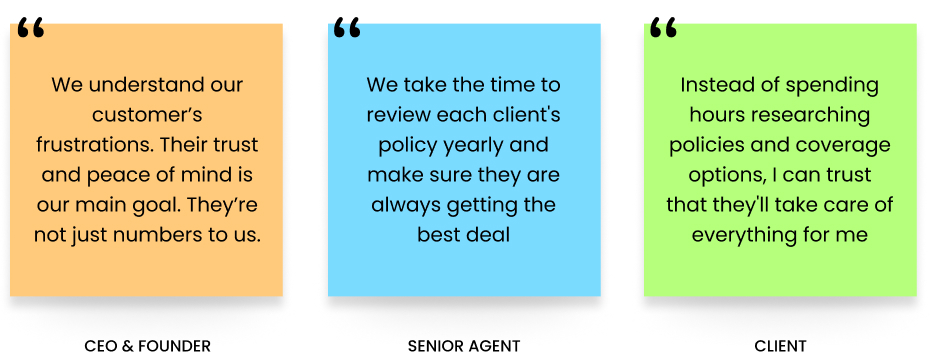 “
We understand our
customer’s
frustrations. Their trust
and peace of mind is
our main goal. They’re
not just numbers to us.
CEO & FOUNDER
“
We take the time to
review each client's
policy yearly and
make sure they are
always getting the
best deal
SENIOR AGENT
“
Instead of spending
hours researching
policies and coverage
options, I can trust
that they'll take care of
everything for me
CLIENT